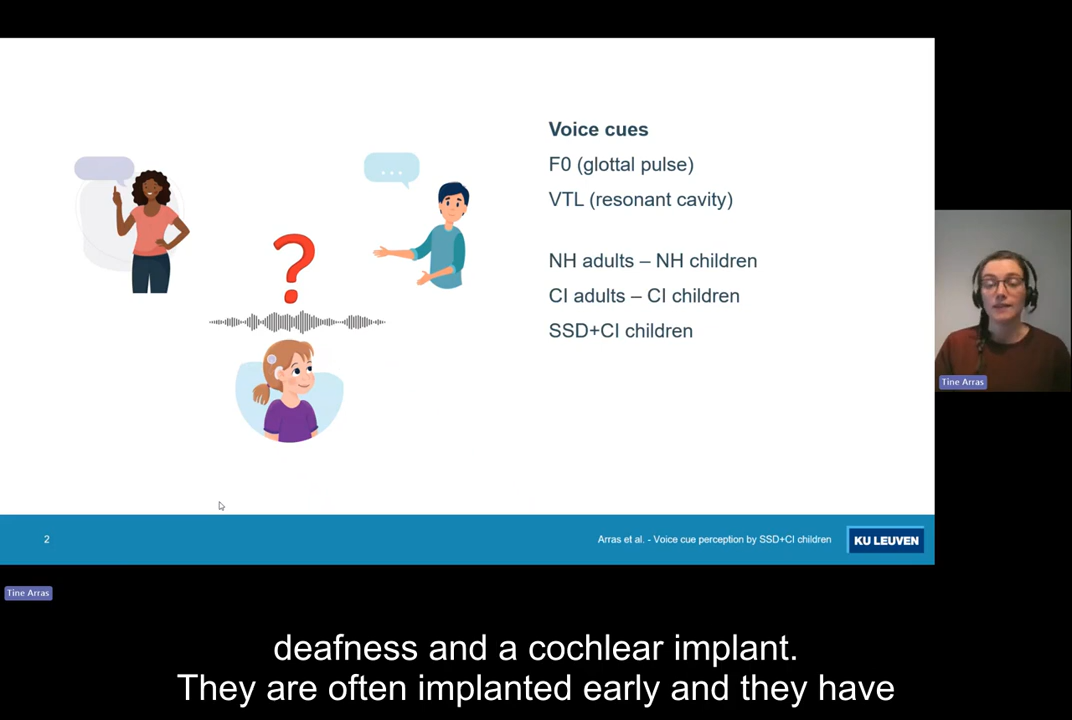 ...
Voice cues
F0 (glottal pulse)
VTL (resonant cavity)
NH adults – NH children
CI adults – CI children
SSD+CI children
Tine Arras
2
Arras et al. - Voice cue perception by SSD+CI children
KU LEUVEN
Tine Arras
deafness and a cochlear implant.
They are often implanted early and they have